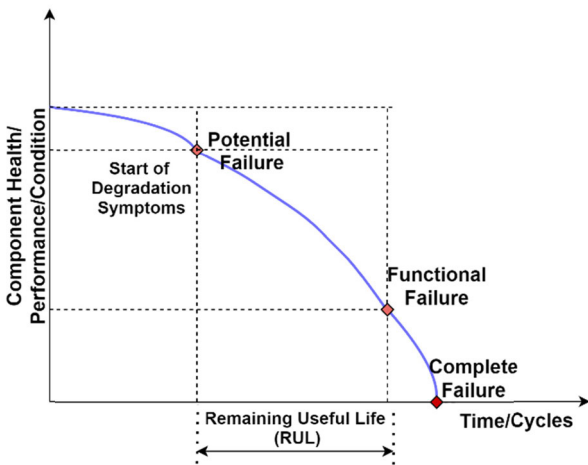 Component Health/
Performance/Condition
Potential
Failure
Start of
Degradation
Symptoms
Functional
Failure
Complete
Failure
Time/Cycles
Remaining Useful Life
(RUL)